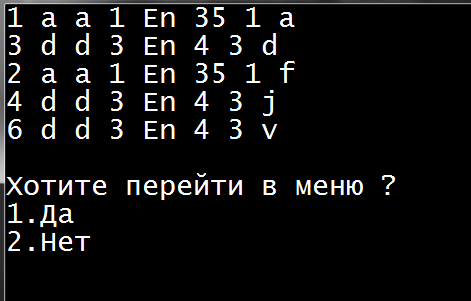 1 a a 1 En 35 1 a
3 d d 3 En 4 3 d
2 a a 1 En 35 1 f
4 d d 3 En 4 3 j
6 d d 3 En 4 3 v
Хотите перейти в меню ?
1.Да
2.Нет